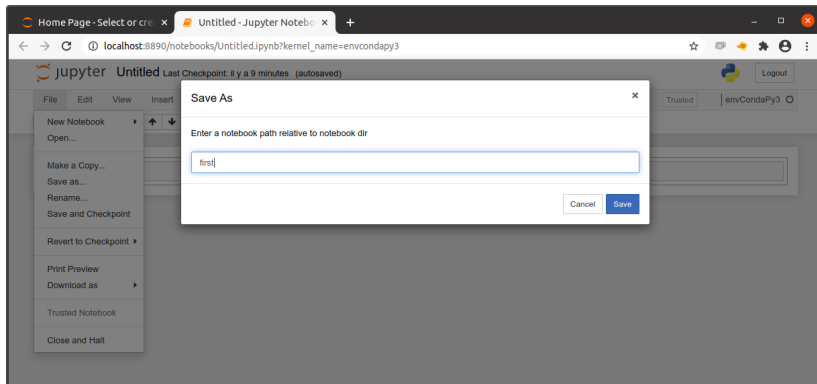 Home Page - Select or cre
Untitled - Jupyter Notebo
localhost:8890/notebooks/Untitled.ipynb?kernel_name=envcondapy3
jupyter Untitled Last Checkpoint: il y a 9 minutes (autosaved)
Logout
File Edit View Insert
Trusted
envCondaPy3
Save As
Enter a notebook path relative to notebook dir
first
Cancel Save
New Notebook
Open...
Make a Copy...
Save as...
Rename...
Save and Checkpoint
Revert to Checkpoint
Print Preview
Download as
Trusted Notebook
Close and Halt